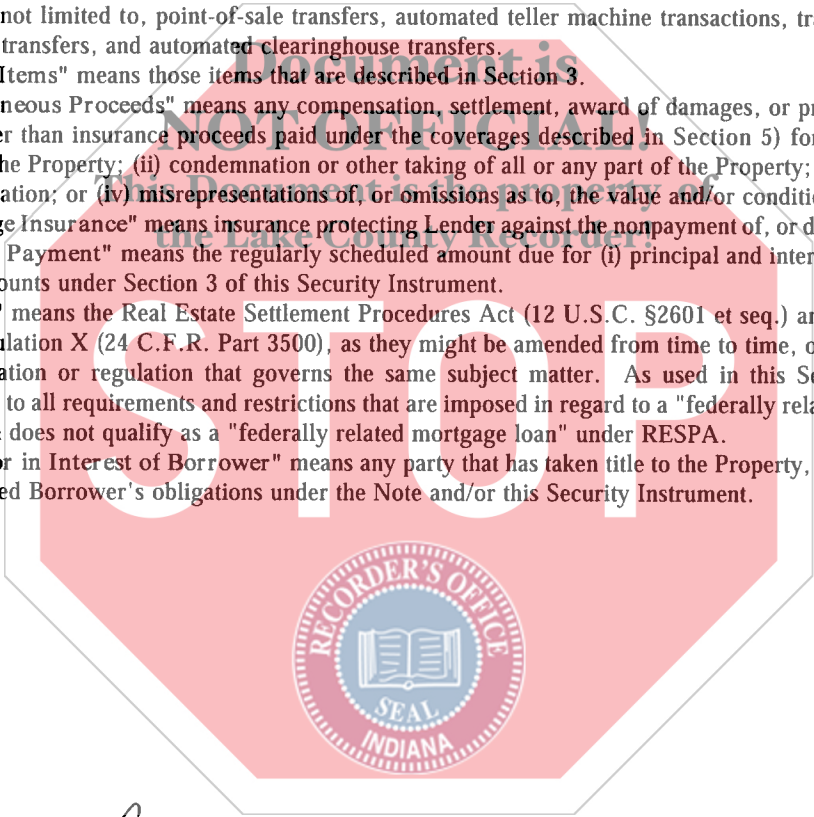 not limited to, point-of-sale transfers, automated teller machine transactions,
transfers, and automated clearinghouse transfers.
Document is
Items" means those items that are described in Section 3.
neous Proceeds" means any compensation, settlement, award of damages, or
NOT OFFICIAL!
er than insurance proceeds paid under the coverages described in Section 5) for
he Property; (ii) condemnation or other taking of all or any part of the Property;
This Document is the property of
ation; or (iv) misrepresentations of, or omissions as to, the value and/or conditi
e Insurance" means insurance protecting Lender against the nonpayment of, or d
the Lake County Recorder!
Payment" means the regularly scheduled amount due for (i) principal and inter
ounts under Section 3 of this Security Instrument.
" means the Real Estate Settlement Procedures Act (12 U.S.C. §2601 et seq.) an
ulation X (24 C.F.R. Part 3500), as they might be amended from time to time, o
ation or regulation that governs the same subject matter. As used in this Se
to all requirements and restrictions that are imposed in regard to a "federally rela
does not qualify as a "federally related mortgage loan" under RESPA.
STOP
r in Interest of Borrower" means any party that has taken title to the Property,
ed Borrower's obligations under the Note and/or this Security Instrument.
RECORDER'S OFFICE
SEAL
INDIANA